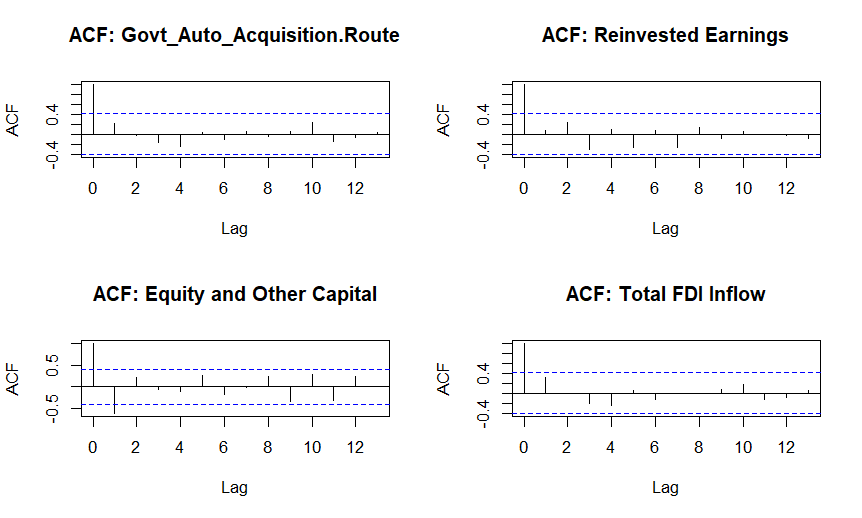 ACF: Govt_Auto_Acquisition.Route
ACF
0.4
-0.4
0 2 4 6 8 10 12
Lag
ACF: Reinvested Earnings
ACF
0.4
-0.4
0 2 4 6 8 10 12
Lag
ACF: Equity and Other Capital
ACF
0.5
-0.5
0 2 4 6 8 10 12
Lag
ACF: Total FDI Inflow
ACF
0.4
-0.4
0 2 4 6 8 10 12
Lag